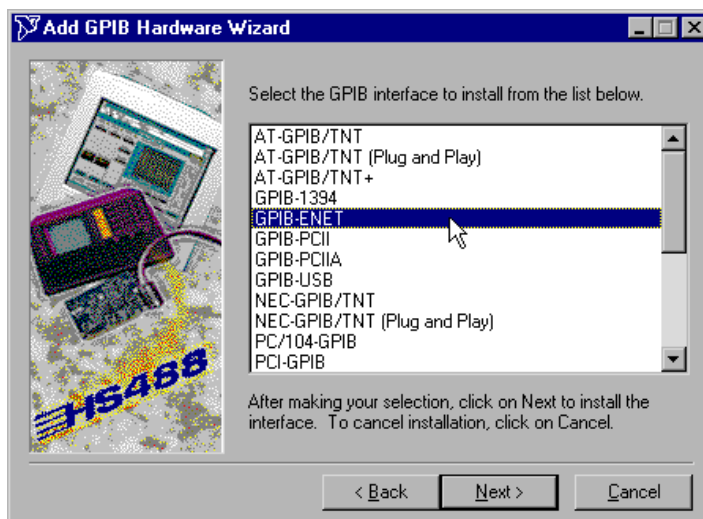 Add GPIB Hardware Wizard
Select the GPIB interface to install from the list below.
AT-GPIB/TNT
AT-GPIB/TNT (Plug and Play)
AT-GPIB/TNT+
GPIB-1394
GPIB-ENET
GPIB-PCII
GPIB-PCIIA
GPIB-USB
NEC-GPIB/TNT
NEC-GPIB/TNT (Plug and Play)
PC/104-GPIB
PCI-GPIB
HS488
After making your selection, click on Next to install the
interface. To cancel installation, click on Cancel.
< Back
Next >
Cancel